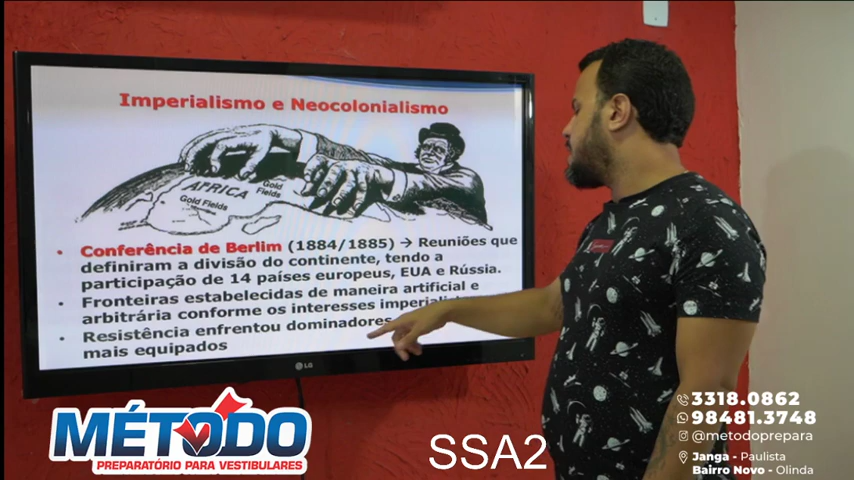 Imperialismo e Neocolonialismo
AFRICA
Gold Fields
Gold
Fields
• Conferência de Berlim (1884/1885) → Reuniões que
definiram a divisão do continente, tendo a
participação de 14 países europeus, EUA e Rússia.
• Fronteiras estabelecidas de maneira artificial e
arbitrária conforme os interesses
• Resistência enfrentou dominadores
mais equipados
LG
MÉTODO
PREPARATÓRIO PARA VESTIBULARES
SSA2
3318.0862
98481.3748
@metodoprepara
Janga - Paulista
Bairro Novo - Olinda